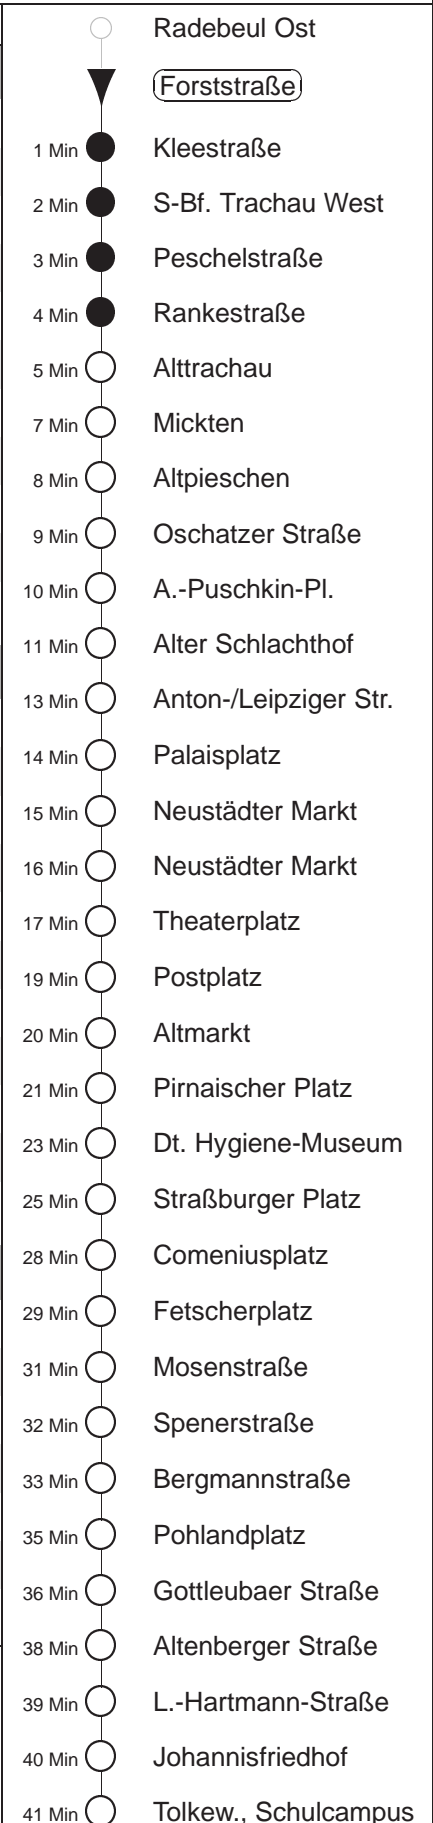 Radebeul Ost
Forststraße
1 Min Kleestraße
2 Min S-Bf. Trachau West
3 Min Peschelstraße
4 Min Rankestraße
5 Min Alttrachau
7 Min Mickten
8 Min Altpieschen
9 Min Oschatzer Straße
10 Min A.-Puschkin-Pl.
11 Min Alter Schlachthof
13 Min Anton-/Leipziger Str.
14 Min Palaisplatz
15 Min Neustädter Markt
16 Min Neustädter Markt
17 Min Theaterplatz
19 Min Postplatz
20 Min Altmarkt
21 Min Pirnaischer Platz
23 Min Dt. Hygiene-Museum
25 Min Straßburger Platz
28 Min Comeniusplatz
29 Min Fetscherplatz
31 Min Mosenstraße
32 Min Spenerstraße
33 Min Bergmannstraße
35 Min Pohlandplatz
36 Min Gottleubaer Straße
38 Min Altenberger Straße
39 Min L.-Hartmann-Straße
40 Min Johannisfriedhof
41 Min Tolkew., Schulcampus